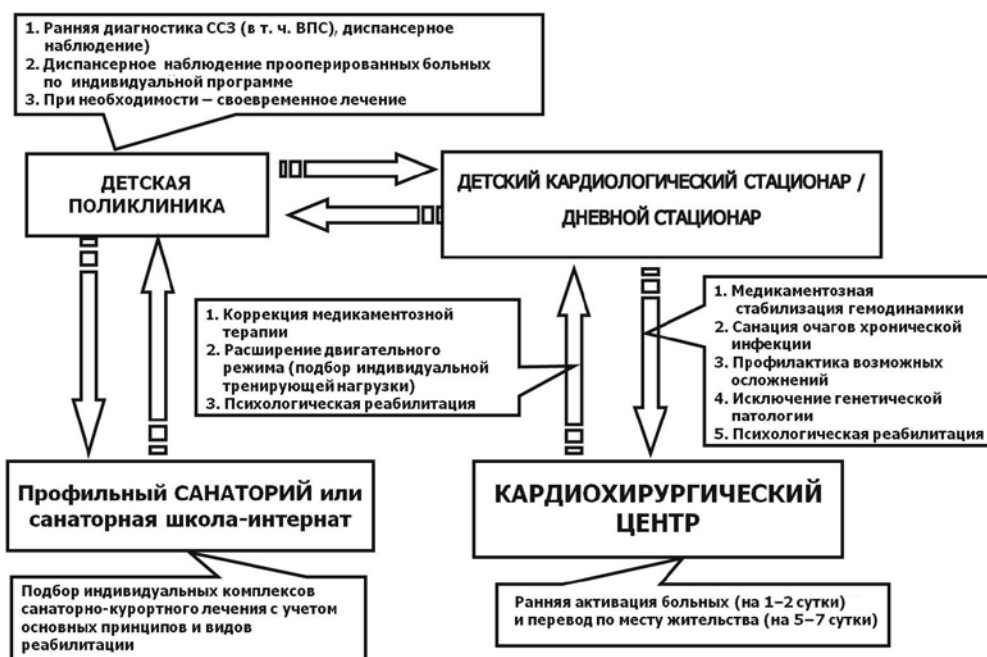 1. Ранняя диагностика ССЗ (в т. ч. ВПС), диспансерное
наблюдение)
2. Диспансерное наблюдение прооперированных больных
по индивидуальной программе
3. При необходимости – своевременное лечение
ДЕТСКАЯ
ПОЛИКЛИНИКА
ДЕТСКИЙ КАРДИОЛОГИЧЕСКИЙ СТАЦИОНАР /
ДНЕВНОЙ СТАЦИОНАР
1. Коррекция медикаментозной
терапии
2. Расширение двигательного
режима (подбор индивидуальной
тренирующей нагрузки)
3. Психологическая реабилитация
1. Медикаментозная
стабилизация гемодинамики
2. Санация очагов хронической
инфекции
3. Профилактика возможных
осложнений
4. Исключение генетической
патологии
5. Психологическая реабилитация
Профильный САНАТОРИЙ или
санаторная школа-интернат
КАРДИОХИРУРГИЧЕСКИЙ
ЦЕНТР
Подбор индивидуальных комплексов
санаторно-курортного лечения с учетом
основных принципов и видов
реабилитации
Ранняя активация больных (на 1–2 сутки)
и перевод по месту жительства (на 5–7 сутки)